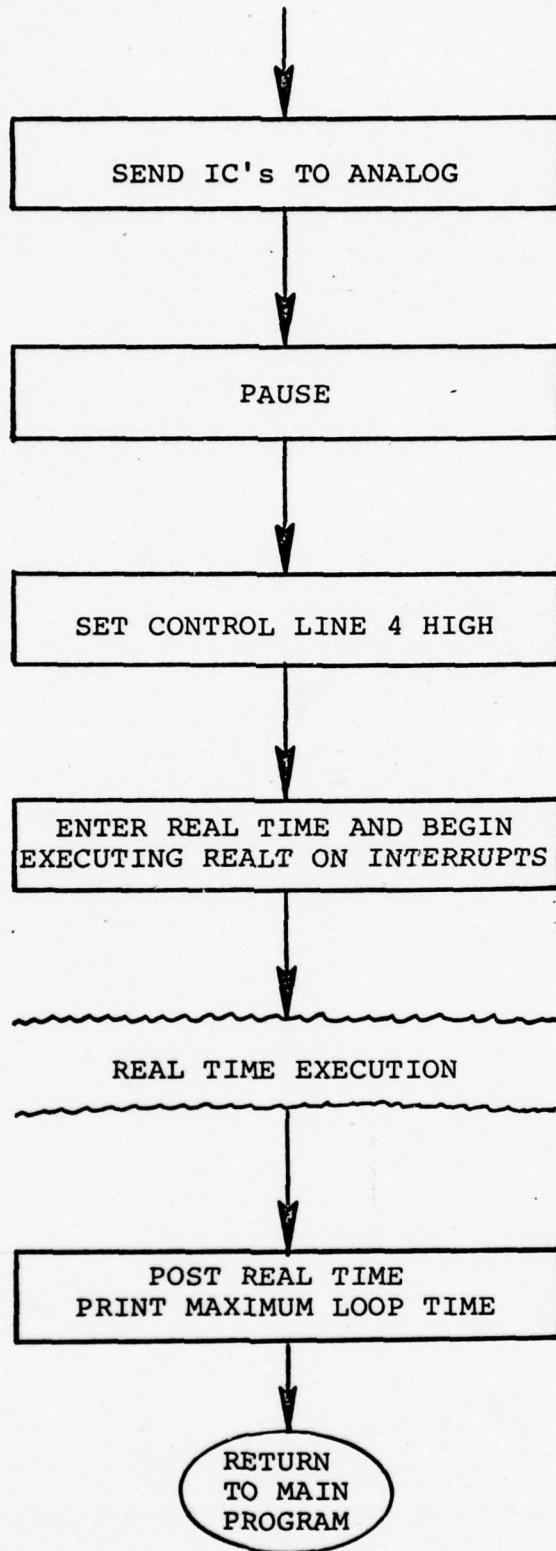 SEND IC's TO ANALOG
PAUSE
SET CONTROL LINE 4 HIGH
ENTER REAL TIME AND BEGIN
EXECUTING REALT ON INTERRUPTS
REAL TIME EXECUTION
POST REAL TIME
PRINT MAXIMUM LOOP TIME
RETURN
TO MAIN
PROGRAM